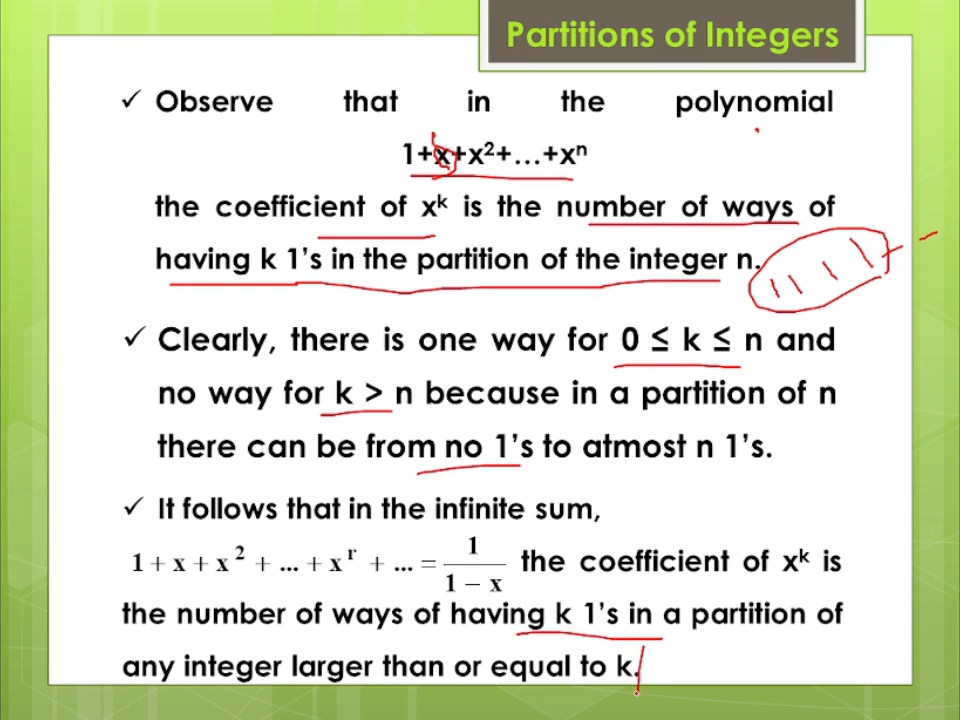 Partitions of Integers
✓ Observe that in the polynomial
1+x+x²+…+xⁿ
the coefficient of xᵏ is the number of ways of
having k 1's in the partition of the integer n.
✓ Clearly, there is one way for 0 ≤ k ≤ n and
no way for k > n because in a partition of n
there can be from no 1's to atmost n 1's.
✓ It follows that in the infinite sum,
1 + x + x² + ... + xʳ + ... = 1/(1 − x) the coefficient of xᵏ is
the number of ways of having k 1's in a partition of
any integer larger than or equal to k.